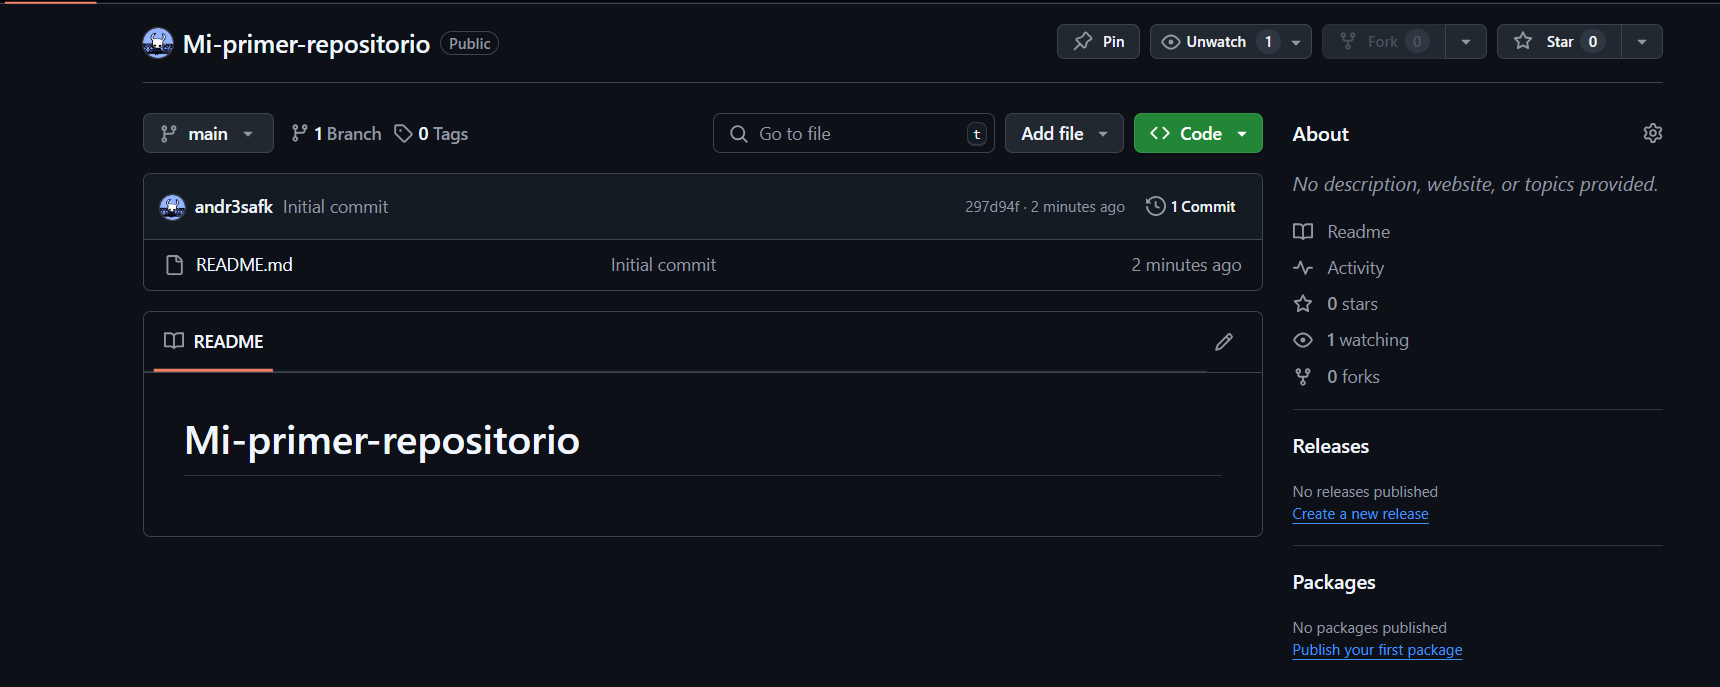 Mi-primer-repositorio Public
Pin Unwatch 1 Fork 0 Star 0
main 1 Branch 0 Tags Go to file t Add file Code
andr3safk Initial commit 297d94f · 2 minutes ago 1 Commit
README.md Initial commit 2 minutes ago
README
Mi-primer-repositorio
About
No description, website, or topics provided.
Readme
Activity
0 stars
1 watching
0 forks
Releases
No releases published
Create a new release
Packages
No packages published
Publish your first package